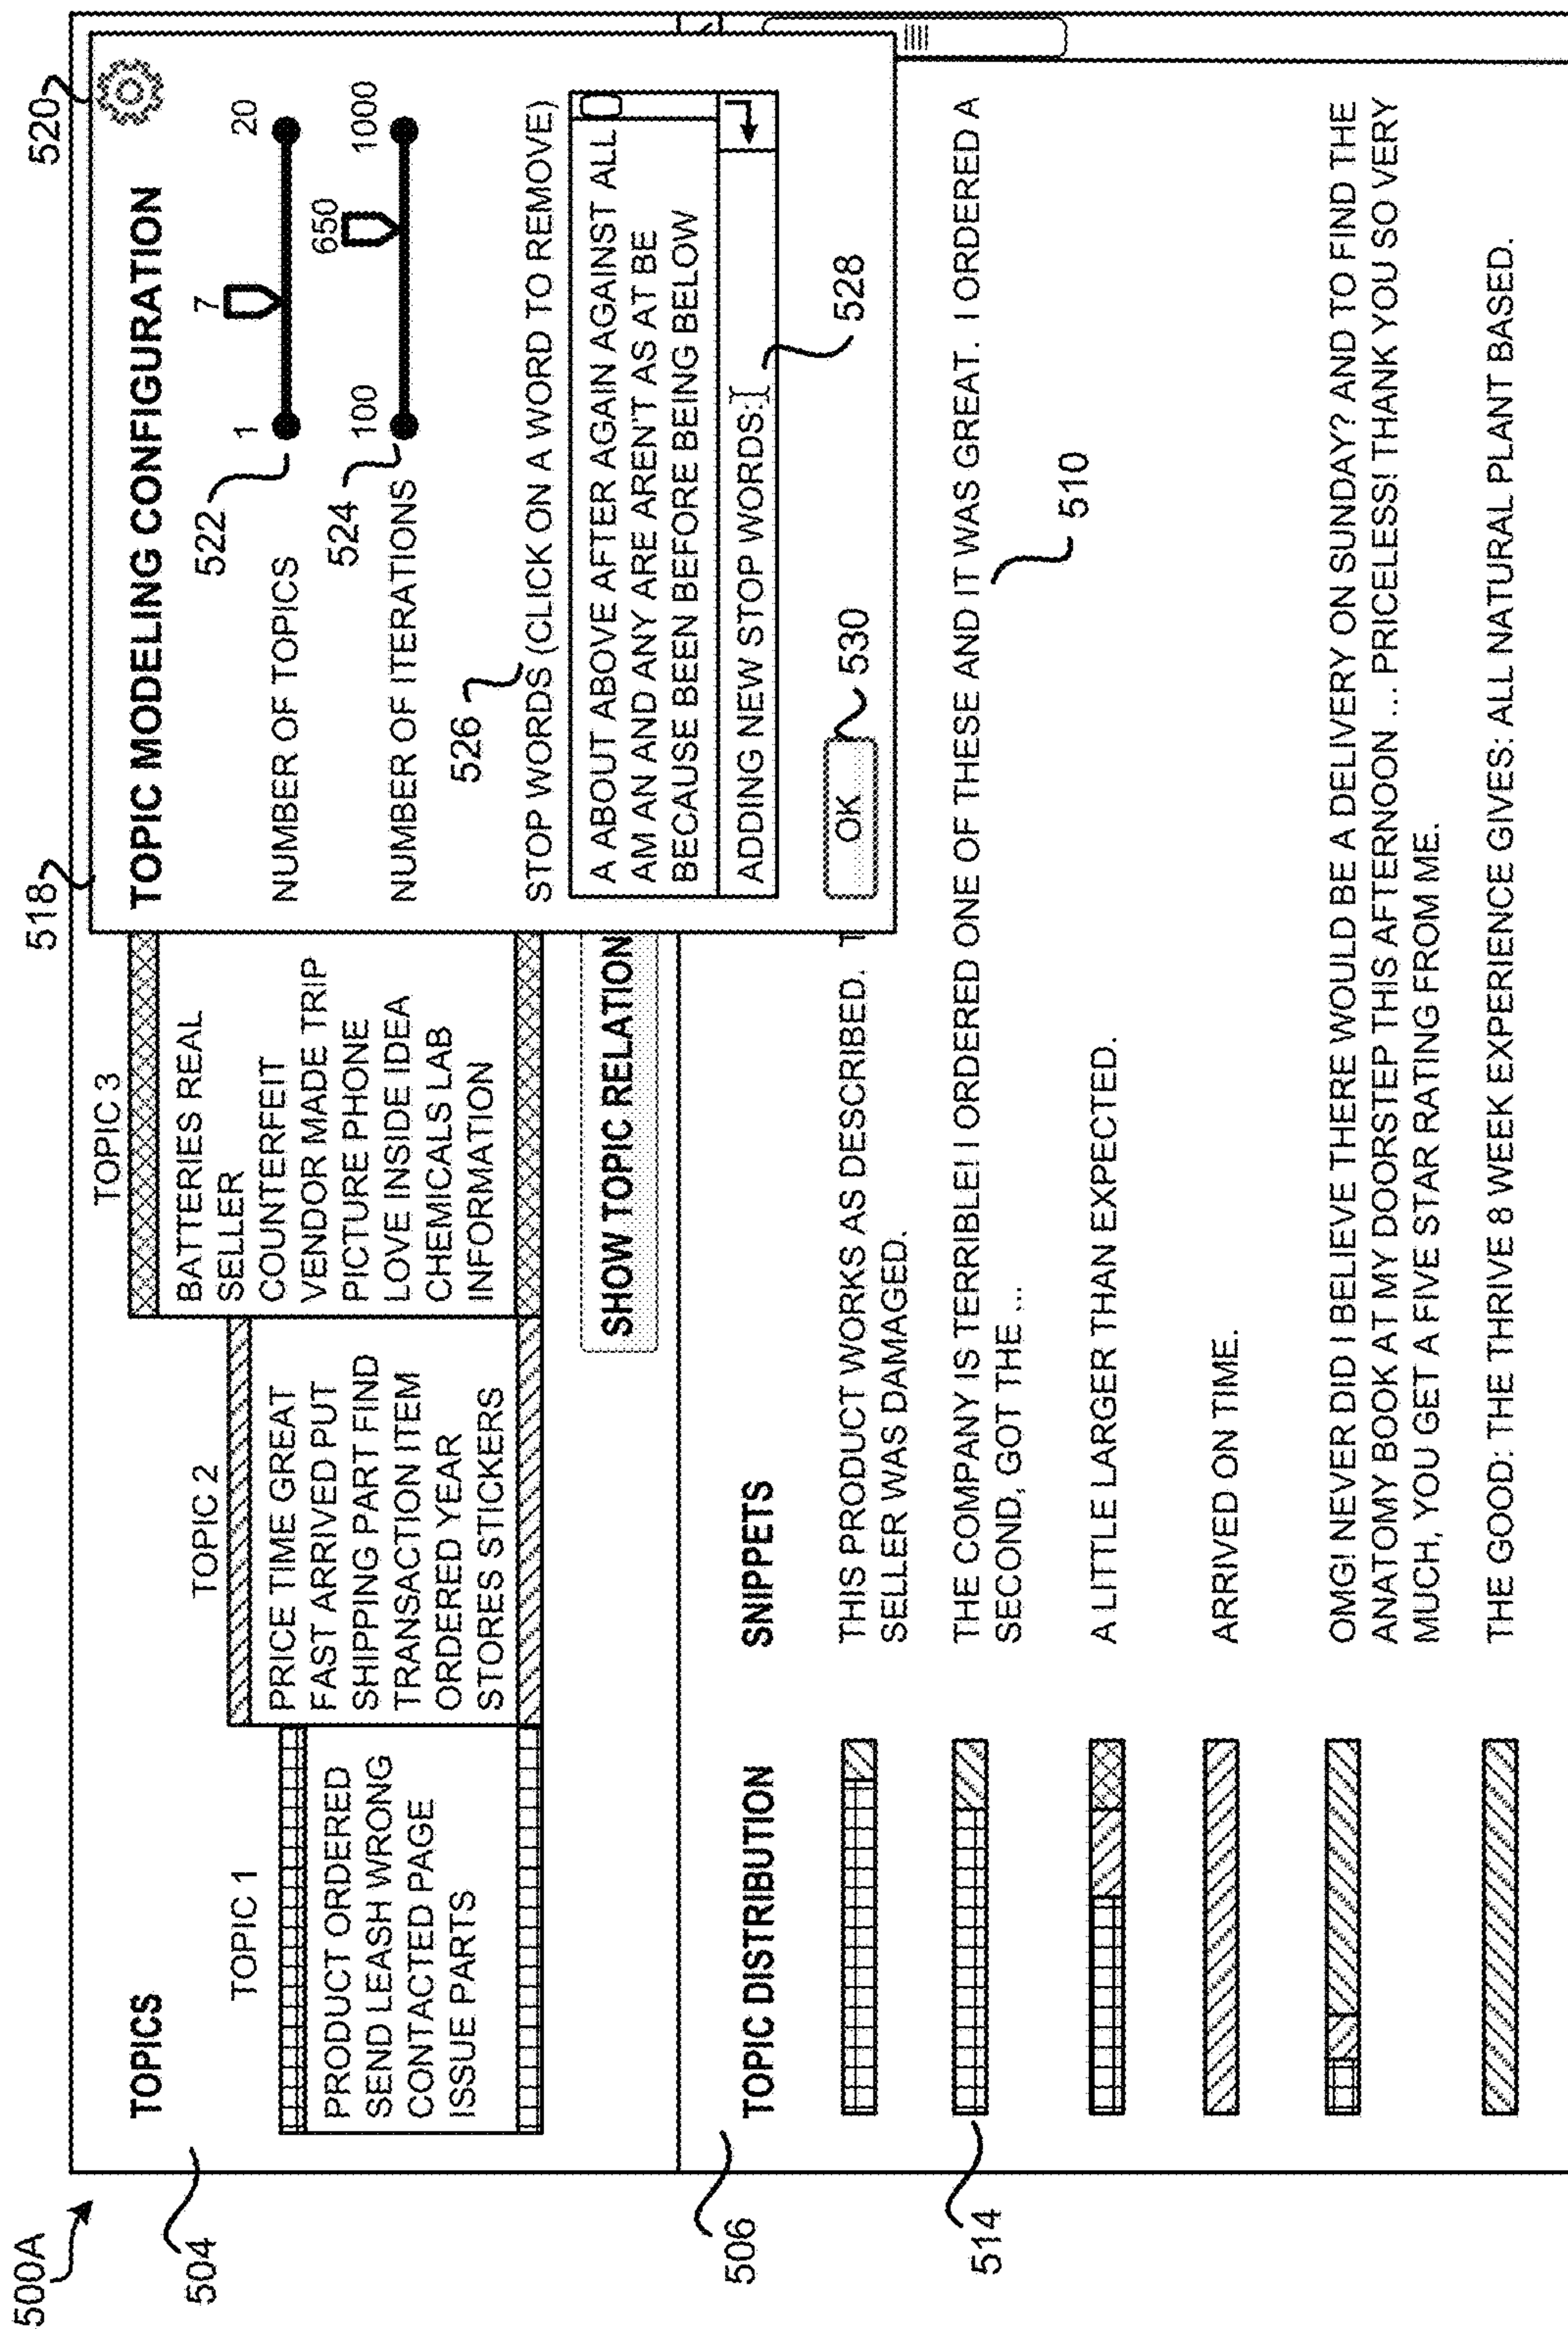 500A
504
TOPICS
TOPIC 1
PRODUCT ORDERED
SEND LEASH WRONG
CONTACTED PAGE
ISSUE PARTS
TOPIC 2
PRICE TIME GREAT
FAST ARRIVED PUT
SHIPPING PART FIND
TRANSACTION ITEM
ORDERED YEAR
STORES STICKERS
TOPIC 3
BATTERIES REAL
SELLER
COUNTERFEIT
VENDOR MADE TRIP
PICTURE PHONE
LOVE INSIDE IDEA
CHEMICALS LAB
INFORMATION
SHOW TOPIC RELATION
518
520
TOPIC MODELING CONFIGURATION
522
NUMBER OF TOPICS
1
7
20
524
NUMBER OF ITERATIONS
100
650
1000
526
STOP WORDS (CLICK ON A WORD TO REMOVE)
A ABOUT ABOVE AFTER AGAIN AGAINST ALL
AM AN AND ANY ARE AREN'T AS AT BE
BECAUSE BEEN BEFORE BEING BELOW
ADDING NEW STOP WORDS:
528
OK
530
506
TOPIC DISTRIBUTION
SNIPPETS
THIS PRODUCT WORKS AS DESCRIBED. T
SELLER WAS DAMAGED.
514
THE COMPANY IS TERRIBLE! I ORDERED ONE OF THESE AND IT WAS GREAT. I ORDERED A
SECOND, GOT THE ...
510
A LITTLE LARGER THAN EXPECTED.
ARRIVED ON TIME.
OMG! NEVER DID I BELIEVE THERE WOULD BE A DELIVERY ON SUNDAY? AND TO FIND THE
ANATOMY BOOK AT MY DOORSTEP THIS AFTERNOON ... PRICELESS! THANK YOU SO VERY
MUCH, YOU GET A FIVE STAR RATING FROM ME.
THE GOOD: THE THRIVE 8 WEEK EXPERIENCE GIVES: ALL NATURAL PLANT BASED.